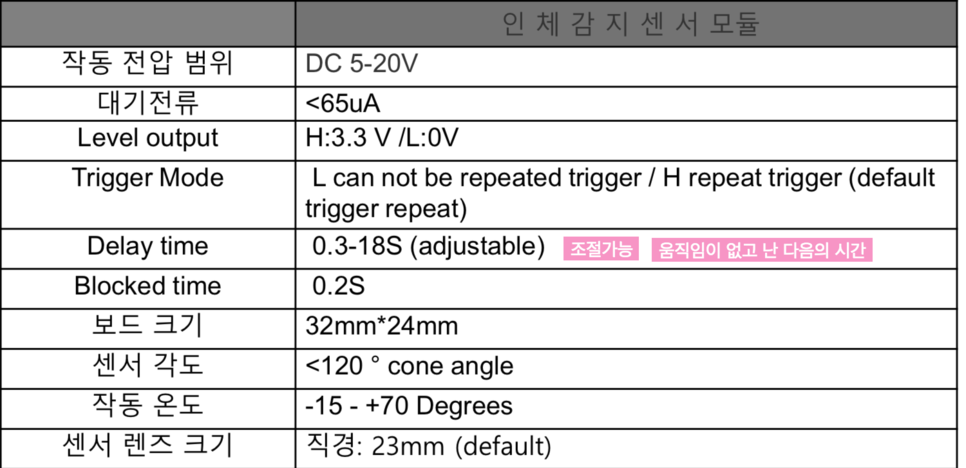 인 체 감 지 센 서 모듈
작동 전압 범위 DC 5-20V
대기전류 <65uA
Level output H:3.3 V /L:0V
Trigger Mode L can not be repeated trigger / H repeat trigger (default
trigger repeat)
Delay time 0.3-18S (adjustable) 조절가능 움직임이 없고 난 다음의 시간
Blocked time 0.2S
보드 크기 32mm*24mm
센서 각도 <120 ° cone angle
작동 온도 -15 - +70 Degrees
센서 렌즈 크기 직경: 23mm (default)